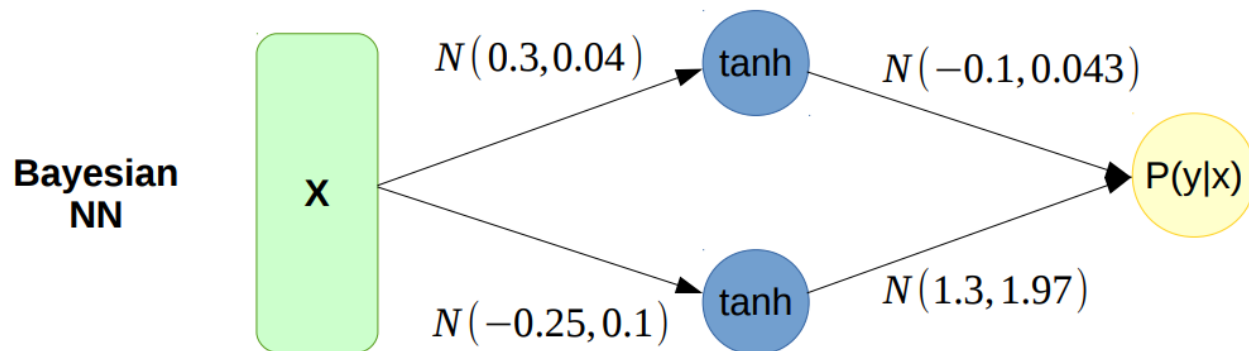 N(0.3,0.04)
tanh
N(−0.1,0.043)
Bayesian
NN
X
P(y|x)
N(−0.25,0.1)
tanh
N(1.3,1.97)